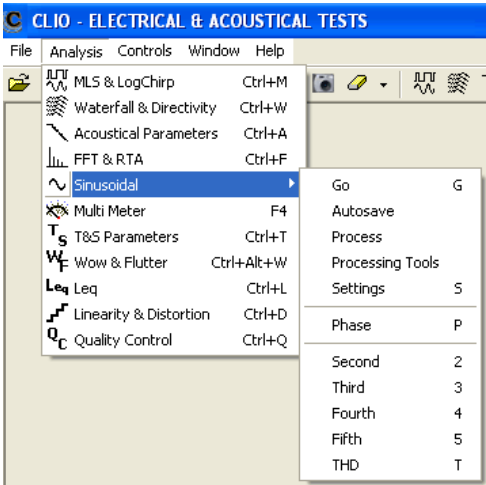 CLIO - ELECTRICAL & ACOUSTICAL TESTS
File Analysis Controls Window Help
MLS & LogChirp Ctrl+M
Waterfall & Directivity Ctrl+W
Acoustical Parameters Ctrl+A
FFT & RTA Ctrl+F
Sinusoidal
Multi Meter F4
T&S Parameters Ctrl+T
Wow & Flutter Ctrl+Alt+W
Leq Leq Ctrl+L
Linearity & Distortion Ctrl+D
QC Quality Control Ctrl+Q
Go G
Autosave
Process
Processing Tools
Settings S
Phase P
Second 2
Third 3
Fourth 4
Fifth 5
THD T